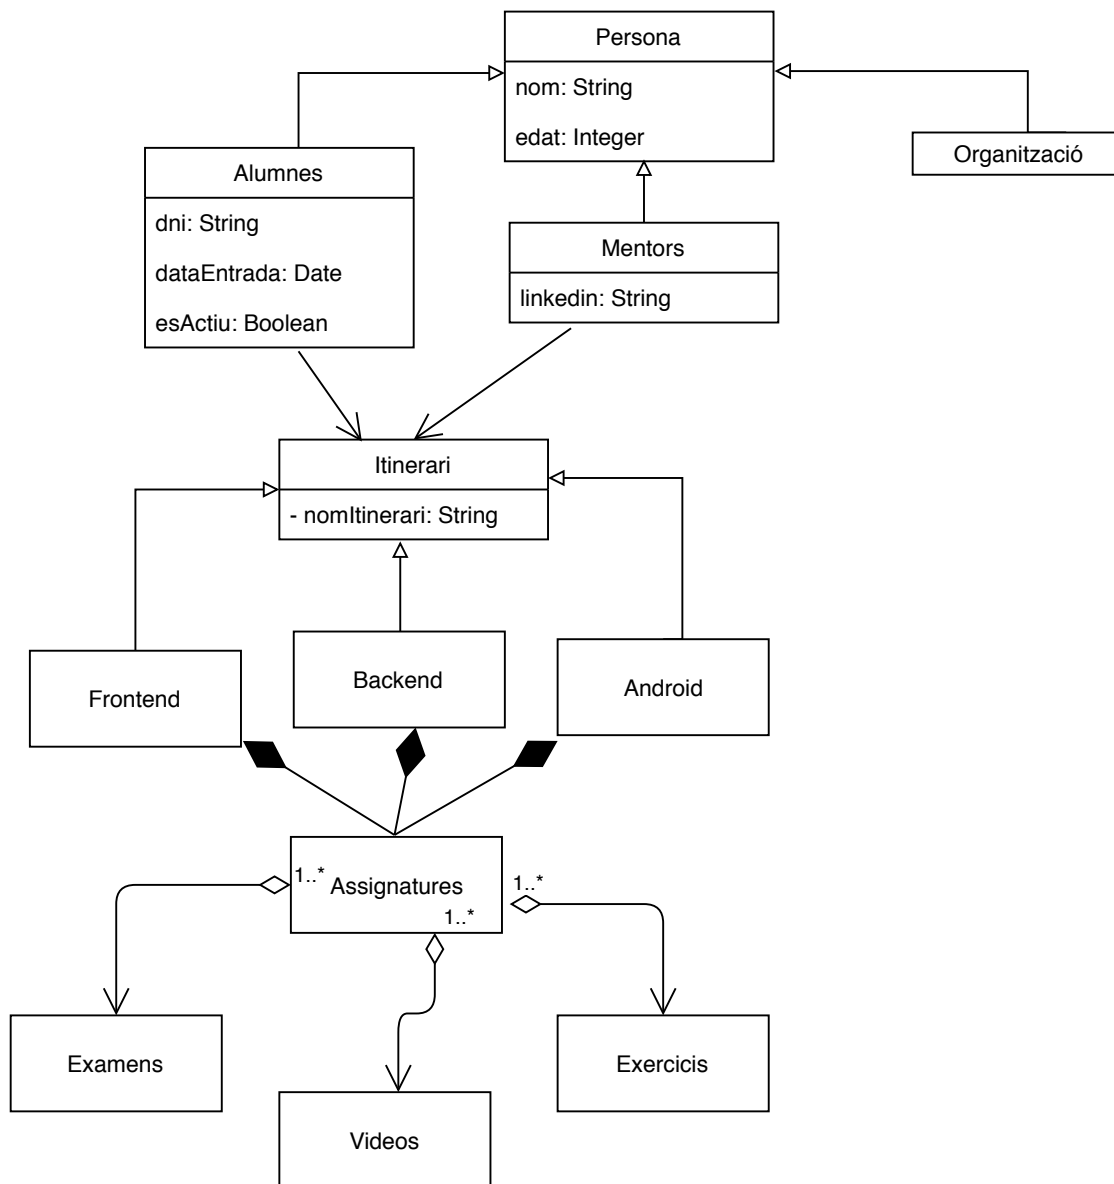 Persona
nom: String
edat: Integer
Organització
Alumnes
dni: String
dataEntrada: Date
esActiu: Boolean
Mentors
linkedin: String
Itinerari
- nomItinerari: String
Frontend
Backend
Android
1..*
Assignatures
1..*
1..*
Examens
Videos
Exercicis